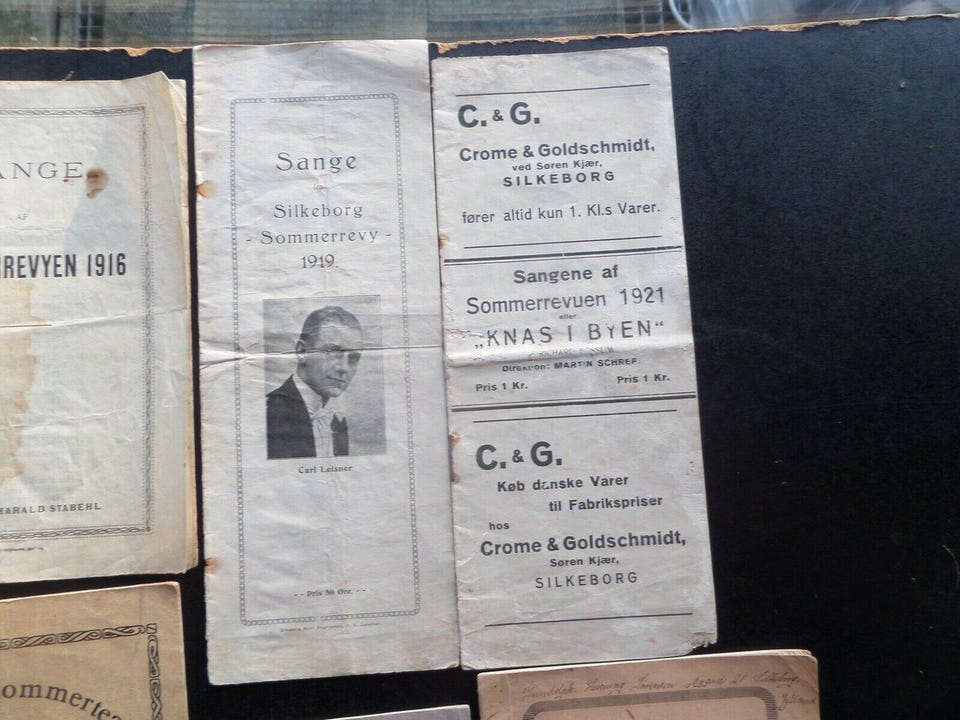 ANGE
AF
REVYEN 1916
HARALD STABEHL
Sange
Silkeborg
- Sommerrevy -
1919.
Carl Leisner
- - Pris 50 Øre. - -
C. & G.
Crome & Goldschmidt,
ved Søren Kjær,
SILKEBORG
fører altid kun 1. Kl.s Varer.
Sangene af
Sommerrevuen 1921
eller
„KNAS I BYEN“
Direktion: MARTIN SCHREF.
Pris 1 Kr. Pris 1 Kr.
C. & G.
Køb danske Varer
til Fabrikspriser
hos
Crome & Goldschmidt,
Søren Kjær,
SILKEBORG
ommertea